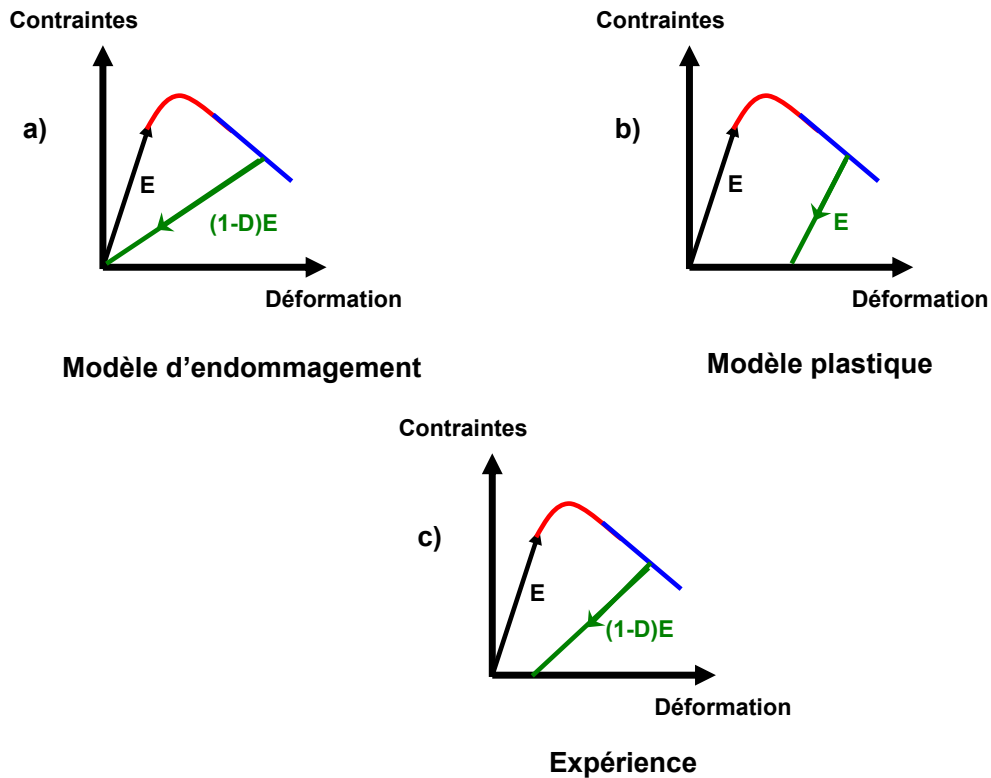 Contraintes
a)
E
(1-D)E
Déformation
Modèle d’endommagement
Contraintes
b)
E
E
Déformation
Modèle plastique
Contraintes
c)
E
(1-D)E
Déformation
Expérience